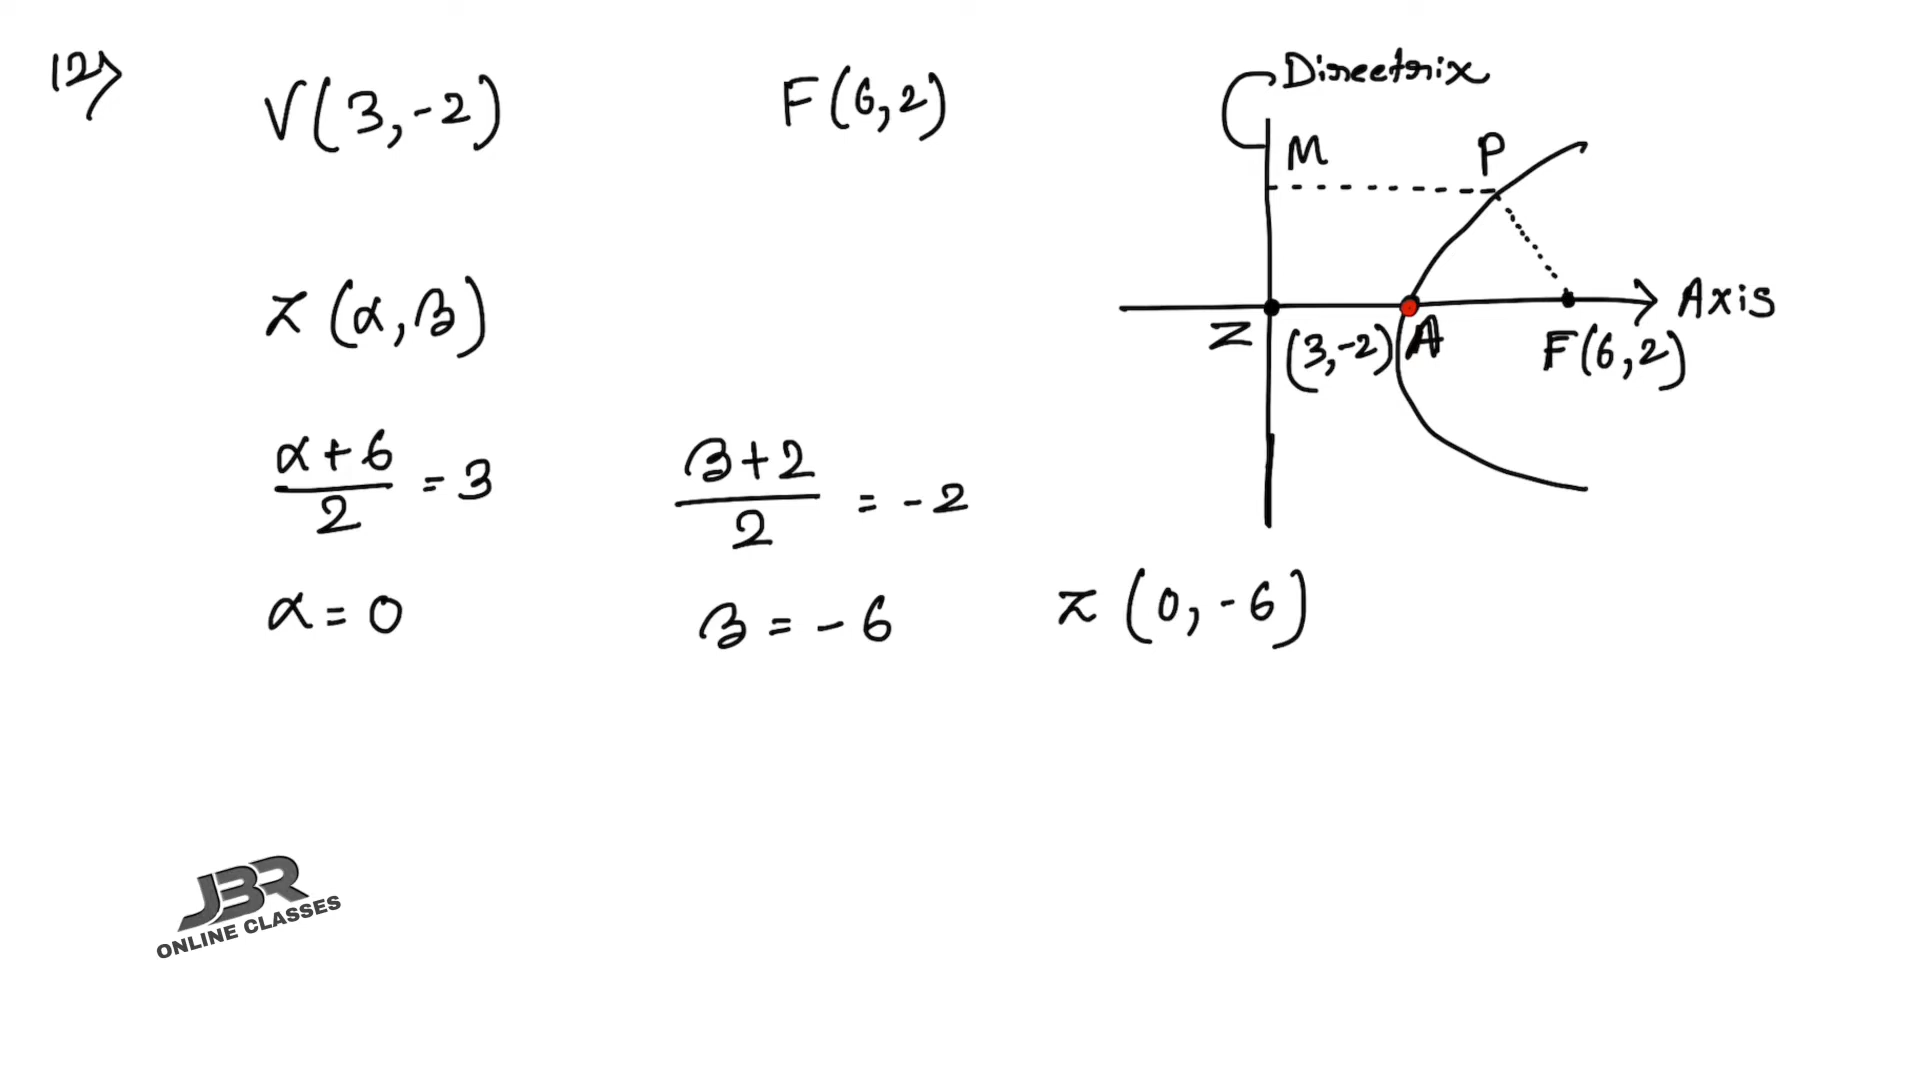 12>
V(3,-2) F(6,2)
Directrix
M P
Z (α,β)
Axis
Z (3,-2) A F(6,2)
(α+6)/2 = 3 (β+2)/2 = -2
α = 0 β = -6 Z (0,-6)
JBR
ONLINE CLASSES